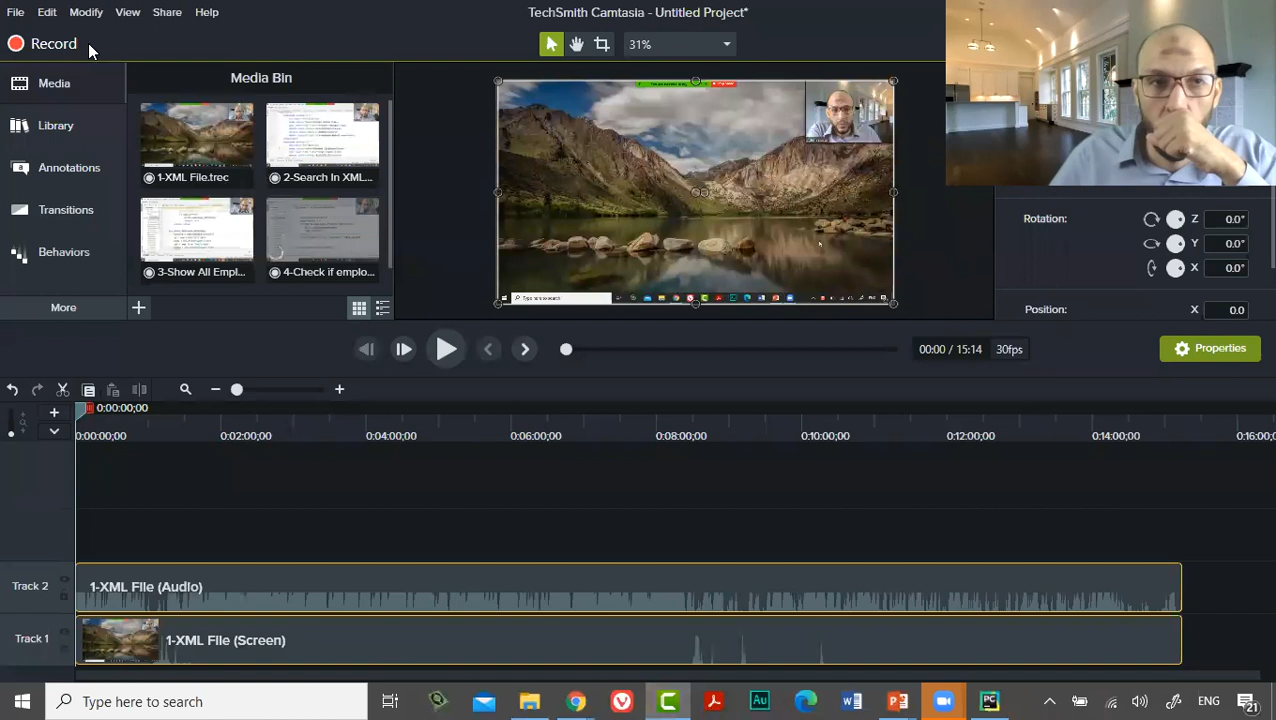 File Edit Modify View Share Help
TechSmith Camtasia - Untitled Project*
Record
31%
Media
Media Bin
Animations
1-XML File.trec
2-Search In XML...
3-Show All Empl...
4-Check if emplo...
More
Rotation:
Z 0.0°
0.0°
X 0.0°
Position:
X 0.0
00:00 / 15:14 30fps
Properties
0:00:00;00
0:00:00;00 0:02:00;00 0:04:00;00 0:06:00;00 0:08:00;00 0:10:00;00 0:12:00;00 0:14:00;00 0:16:00;
Track 2
1-XML File (Audio)
Track 1
1-XML File (Screen)
Type here to search
ENG
21